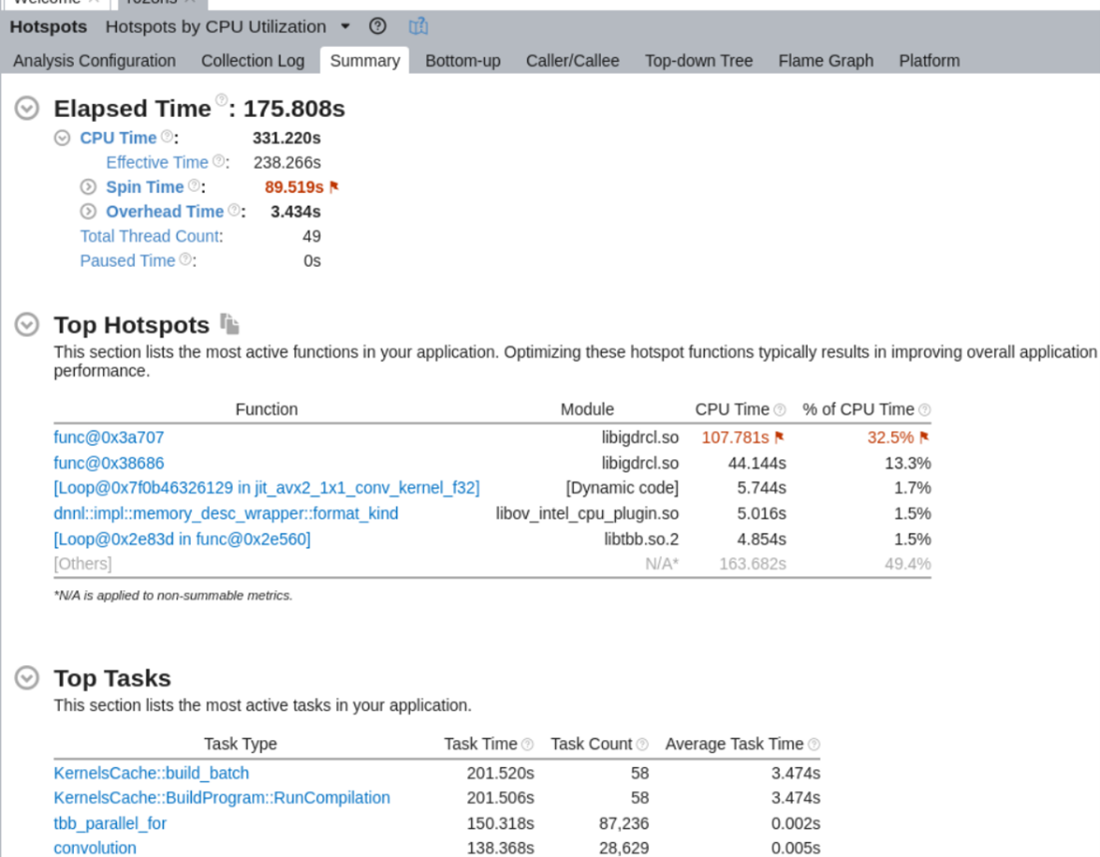 Welcome
Hotspots Hotspots by CPU Utilization
Analysis Configuration Collection Log Summary Bottom-up Caller/Callee Top-down Tree Flame Graph Platform
Elapsed Time: 175.808s
CPU Time: 331.220s
Effective Time: 238.266s
Spin Time: 89.519s
Overhead Time: 3.434s
Total Thread Count: 49
Paused Time: 0s
Top Hotspots
This section lists the most active functions in your application. Optimizing these hotspot functions typically results in improving overall application
performance.
Function Module CPU Time % of CPU Time
func@0x3a707 libigdrcl.so 107.781s 32.5%
func@0x38686 libigdrcl.so 44.144s 13.3%
[Loop@0x7f0b46326129 in jit_avx2_1x1_conv_kernel_f32] [Dynamic code] 5.744s 1.7%
dnnl::impl::memory_desc_wrapper::format_kind libov_intel_cpu_plugin.so 5.016s 1.5%
[Loop@0x2e83d in func@0x2e560] libtbb.so.2 4.854s 1.5%
[Others] N/A* 163.682s 49.4%
*N/A is applied to non-summable metrics.
Top Tasks
This section lists the most active tasks in your application.
Task Type Task Time Task Count Average Task Time
KernelsCache::build_batch 201.520s 58 3.474s
KernelsCache::BuildProgram::RunCompilation 201.506s 58 3.474s
tbb_parallel_for 150.318s 87,236 0.002s
convolution 138.368s 28,629 0.005s